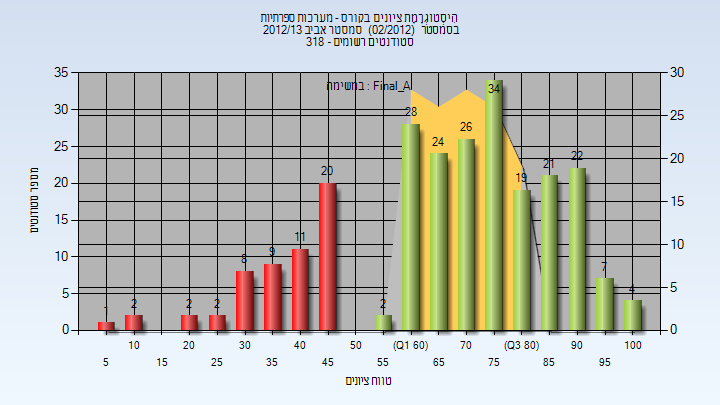 היסטוגרמת ציונים בקורס - מערכות ספרתיות
בסמסטר (02/2012) סמסטר אביב 2012/13
סטודנטים רשומים - 318
במשימה : Final_A
מספר סטודנטים
35 30 25 20 15 10 5 0
30 25 20 15 10 5 0
1 2 2 2 8 9 11 20 2 28 24 26 34 19 21 22 7 4
10 20 30 40 50 (Q1 60) 70 (Q3 80) 90 100
5 15 25 35 45 55 65 75 85 95
טווח ציונים